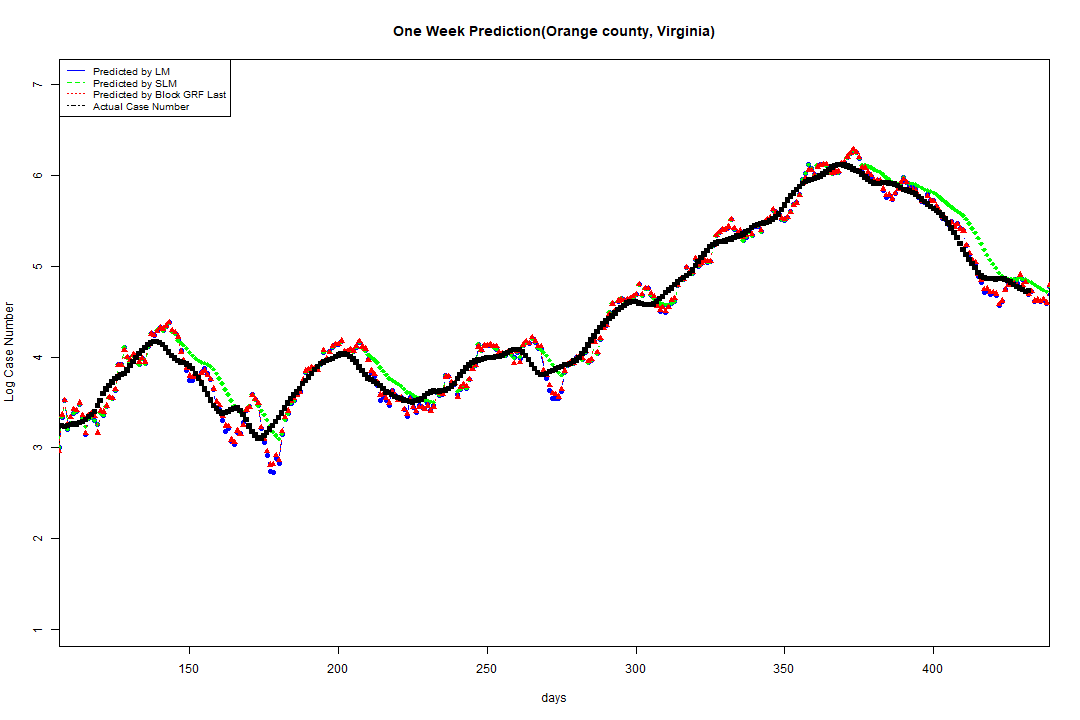 One Week Prediction(Orange county, Virginia)
Predicted by LM
Predicted by SLM
Predicted by Block GRF Last
Actual Case Number
Log Case Number
7
6
5
4
3
2
1
150 200 250 300 350 400
days